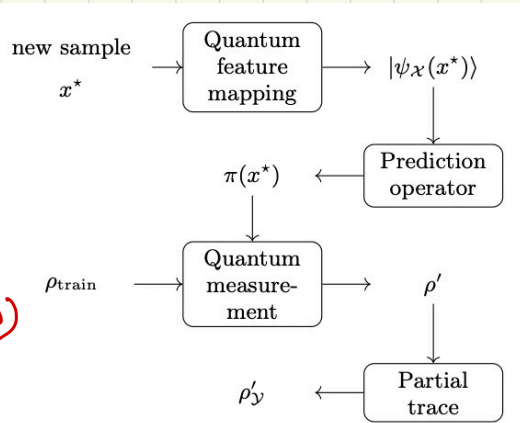 new sample
x⋆
Quantum
feature
mapping
|ψ𝒳(x⋆)⟩
Prediction
operator
π(x⋆)
ρtrain
Quantum
measure-
ment
ρ′
Partial
trace
ρ′𝒴